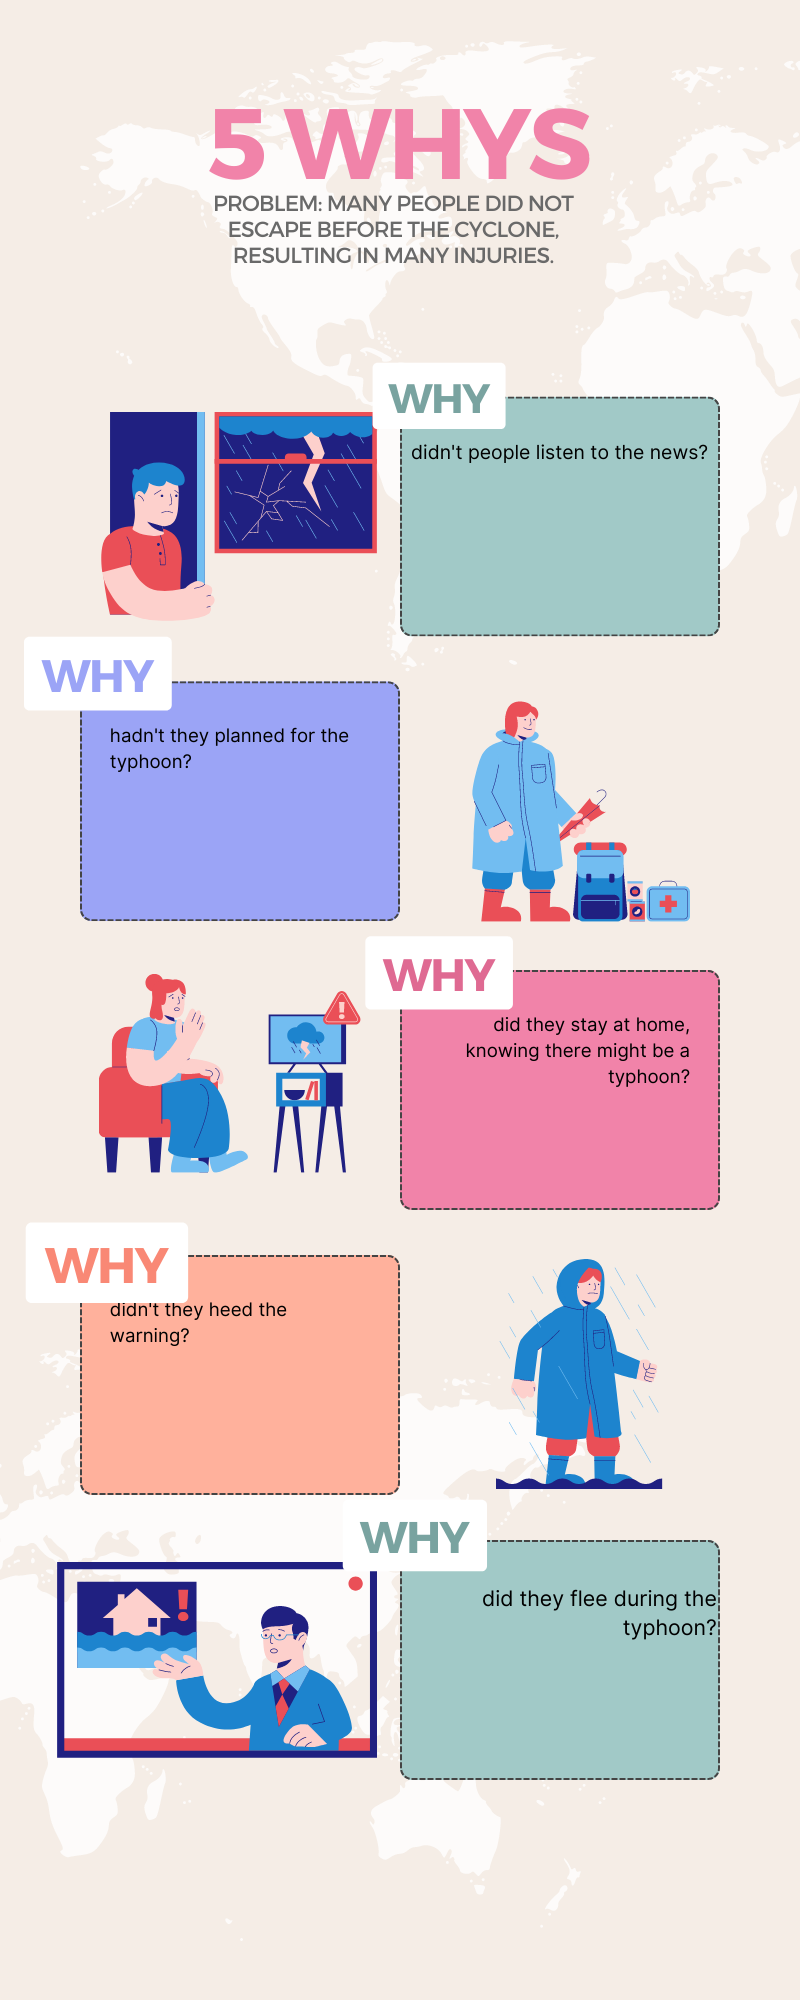 5 WHYS
PROBLEM: MANY PEOPLE DID NOT
ESCAPE BEFORE THE CYCLONE,
RESULTING IN MANY INJURIES.
WHY
didn't people listen to the news?
WHY
hadn't they planned for the
typhoon?
WHY
did they stay at home,
knowing there might be a
typhoon?
WHY
didn't they heed the
warning?
WHY
did they flee during the
typhoon?